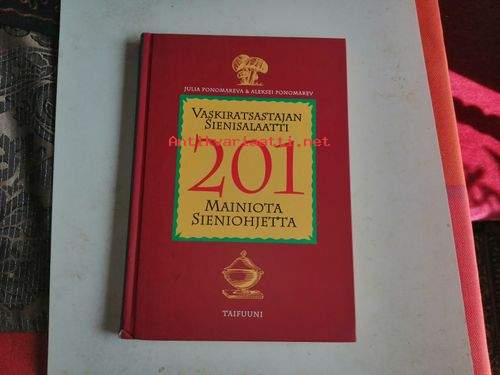 JULIA PONOMAREVA & ALEKSEI PONOMAREV
VASKIRATSASTAJAN
SIENISALAATTI
Antikvariaatti.net
201
MAINIOTA
SIENIOHJETTA
TAIFUUNI